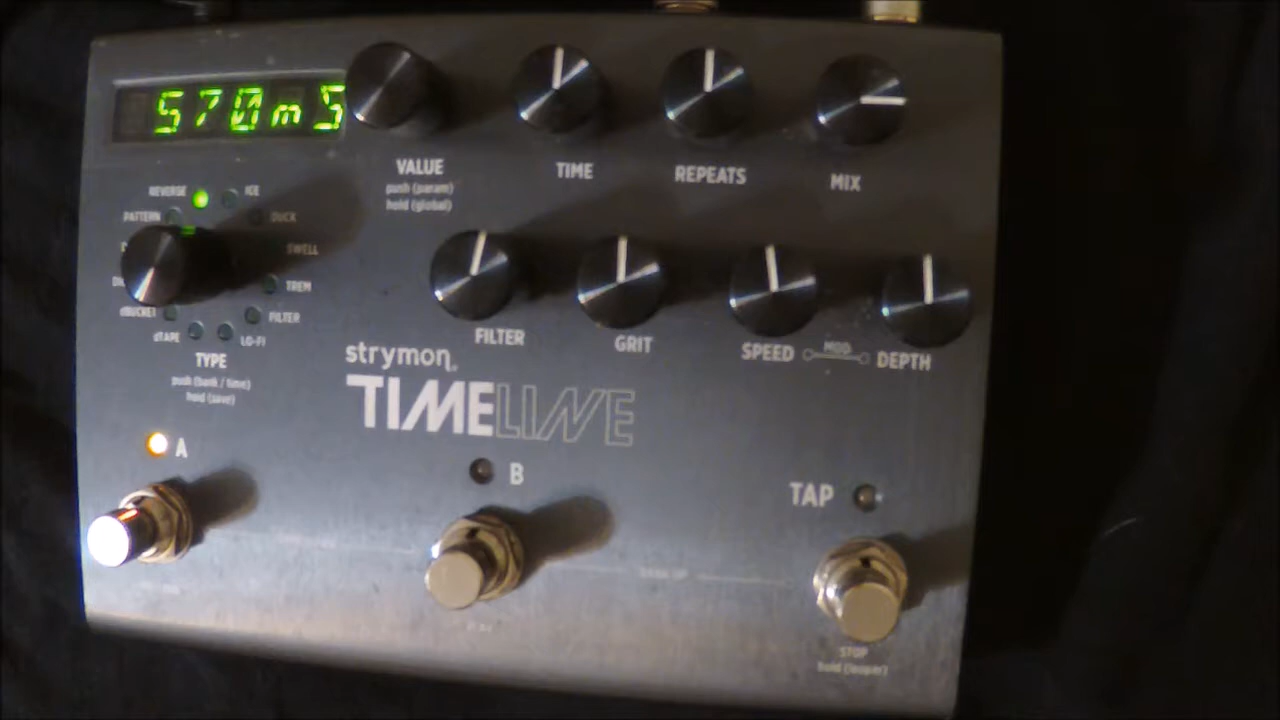 570mS
VALUE
push (param)
hold (global)
TIME
REPEATS
MIX
REVERSE
ICE
PATTERN
DUCK
SWELL
TREM
dBUCKET
FILTER
dTAPE
LO-FI
TYPE
push (bank / time)
hold (save)
FILTER
GRIT
SPEED
MOD
DEPTH
strymon
TIMELINE
A
B
TAP
STOP
hold (looper)